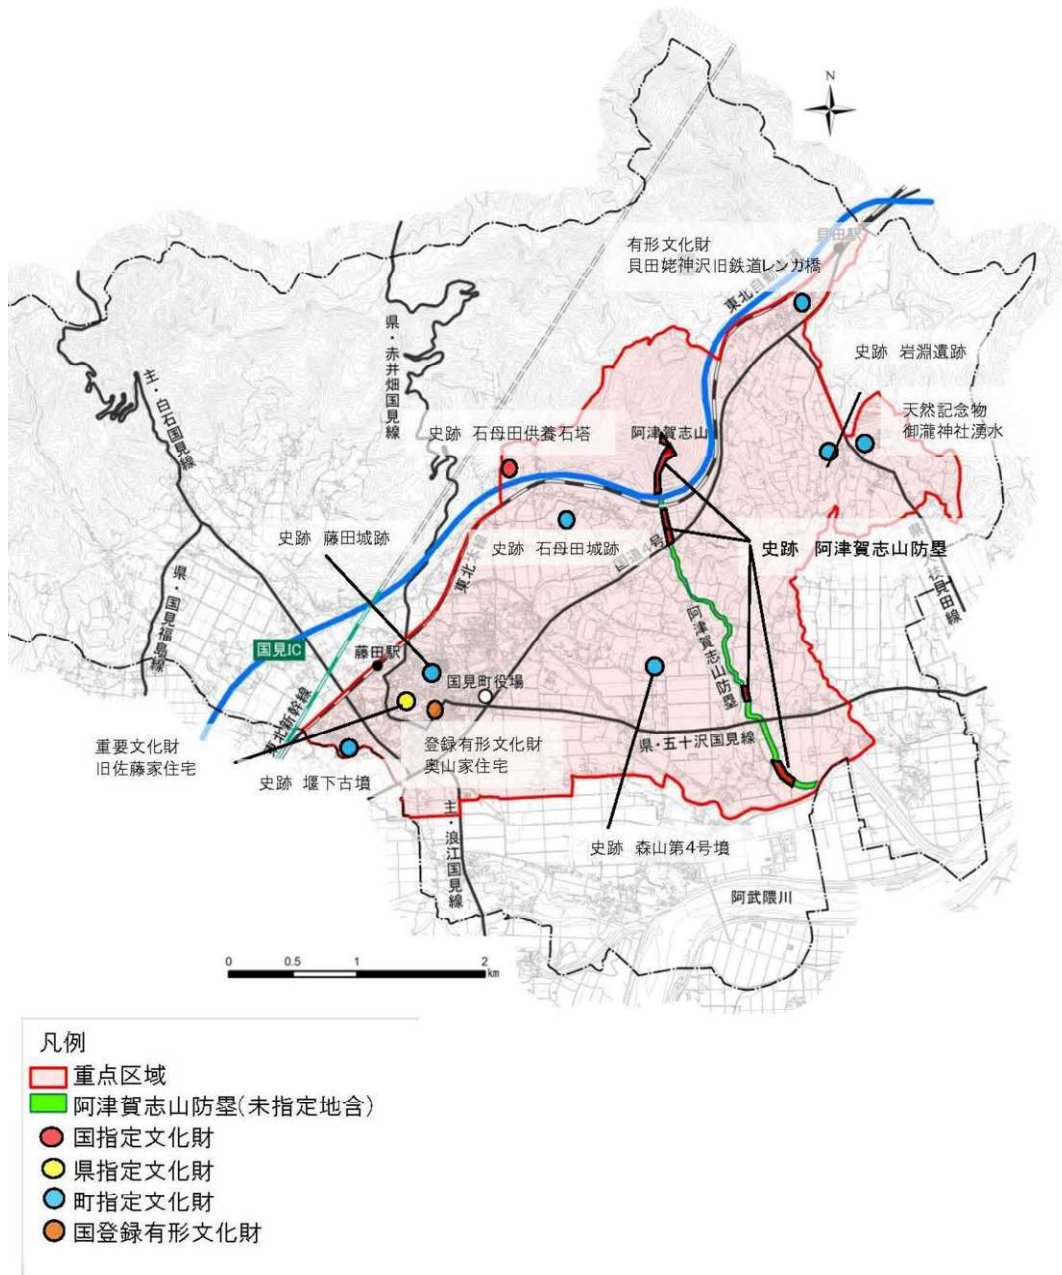 N
有形文化財
貝田姥神沢旧鉄道レンガ橋
貝田駅
東北自動車道
史跡 岩淵遺跡
天然記念物
御瀧神社湧水
県・赤井畑国見線
主・白石国見線
史跡 石母田供養石塔
阿津賀志山
史跡 藤田城跡
史跡 石母田城跡
国道4号
史跡 阿津賀志山防塁
東北本線
県・国見福島線
国見IC
藤田駅
国見町役場
阿津賀志山防塁
東北新幹線
重要文化財
旧佐藤家住宅
登録有形文化財
奥山家住宅
県・五十沢国見線
史跡 堰下古墳
主・浪江国見線
史跡 森山第4号墳
阿武隈川
0 0.5 1 2
km
凡例
重点区域
阿津賀志山防塁(未指定地含)
国指定文化財
県指定文化財
町指定文化財
国登録有形文化財